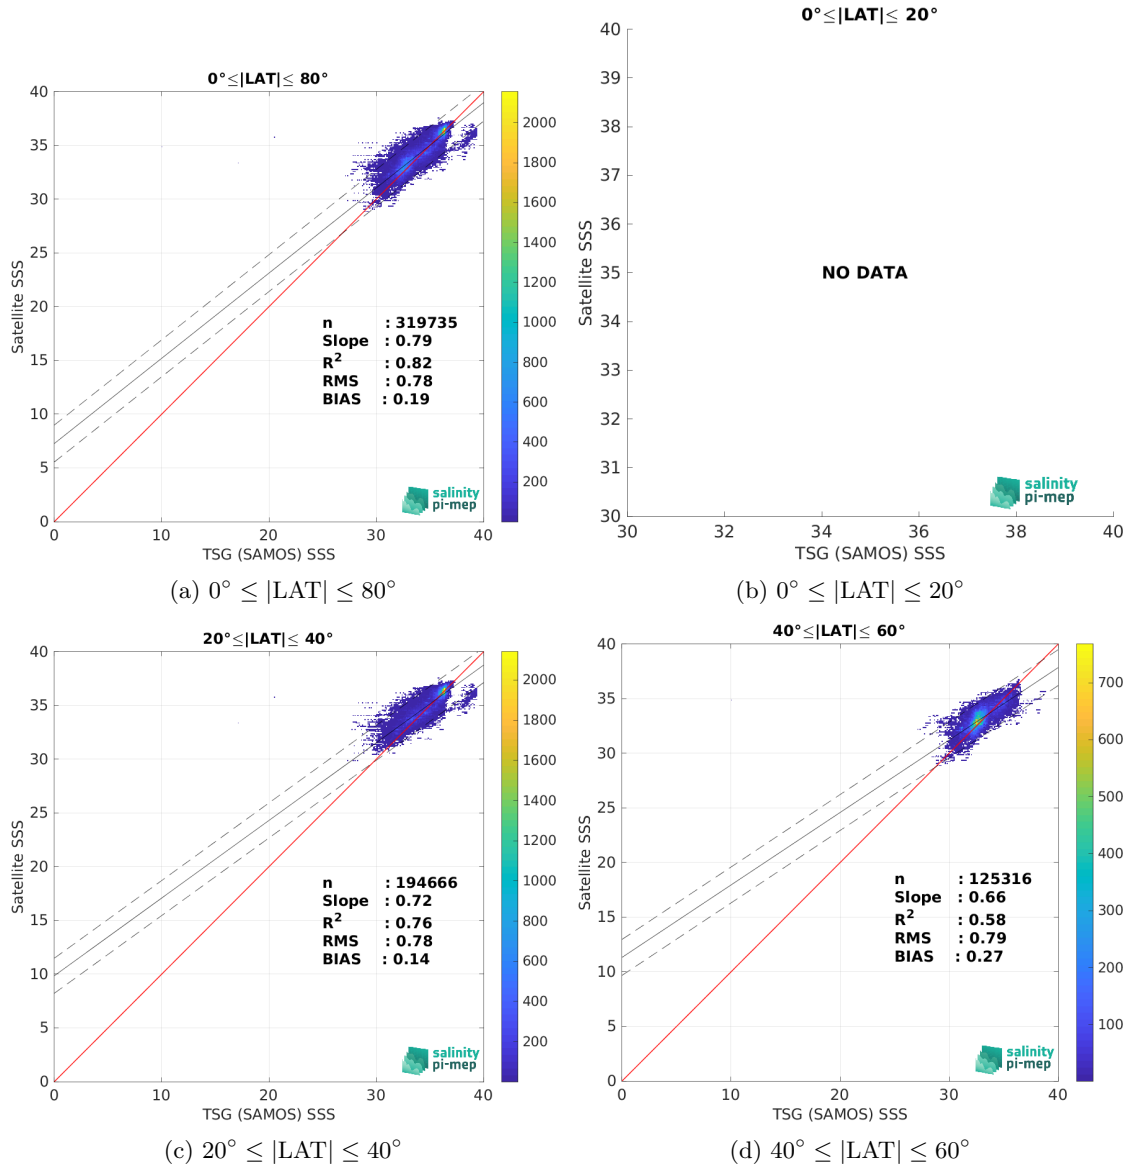 0°≤|LAT|≤ 80°
40
35
30
25
20
15
10
5
0
Satellite SSS
0 10 20 30 40
TSG (SAMOS) SSS
n : 319735
Slope : 0.79
R² : 0.82
RMS : 0.78
BIAS : 0.19
salinity
pi-mep
2000
1800
1600
1400
1200
1000
800
600
400
200
(a) 0° ≤ |LAT| ≤ 80°
0°≤|LAT|≤ 20°
40
39
38
37
36
35
34
33
32
31
30
Satellite SSS
NO DATA
30 32 34 36 38 40
TSG (SAMOS) SSS
salinity
pi-mep
(b) 0° ≤ |LAT| ≤ 20°
20°≤|LAT|≤ 40°
40
35
30
25
20
15
10
5
0
Satellite SSS
0 10 20 30 40
TSG (SAMOS) SSS
n : 194666
Slope : 0.72
R² : 0.76
RMS : 0.78
BIAS : 0.14
salinity
pi-mep
2000
1800
1600
1400
1200
1000
800
600
400
200
(c) 20° ≤ |LAT| ≤ 40°
40°≤|LAT|≤ 60°
40
35
30
25
20
15
10
5
0
Satellite SSS
0 10 20 30 40
TSG (SAMOS) SSS
n : 125316
Slope : 0.66
R² : 0.58
RMS : 0.79
BIAS : 0.27
salinity
pi-mep
700
600
500
400
300
200
100
(d) 40° ≤ |LAT| ≤ 60°